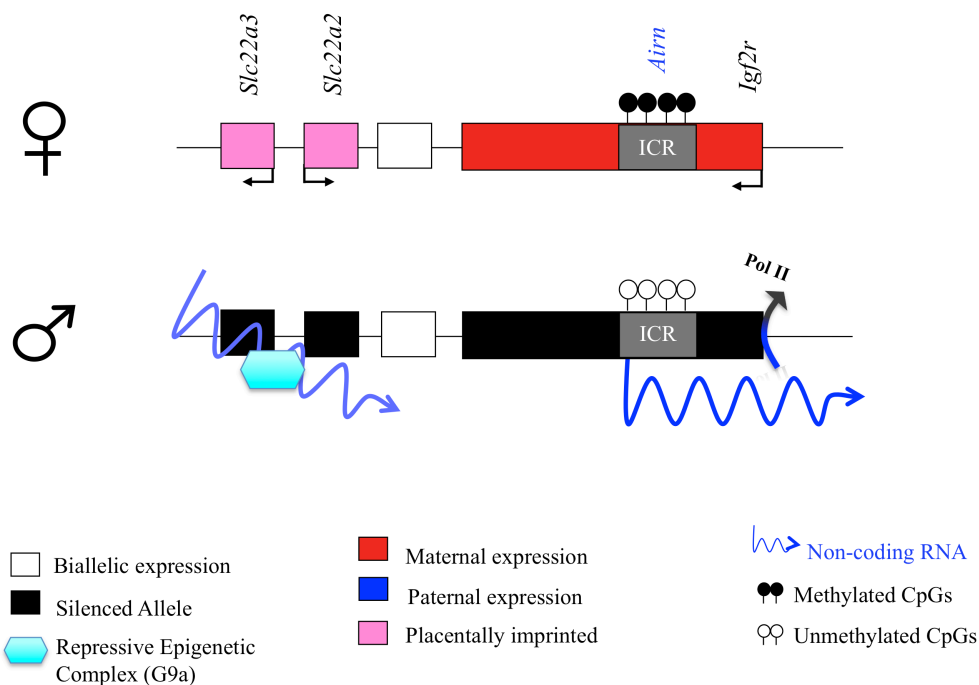 Slc22a3
Slc22a2
Airn
Igf2r
ICR
Pol II
ICR
Biallelic expression
Silenced Allele
Repressive Epigenetic
Complex (G9a)
Maternal expression
Paternal expression
Placentally imprinted
Non-coding RNA
Methylated CpGs
Unmethylated CpGs